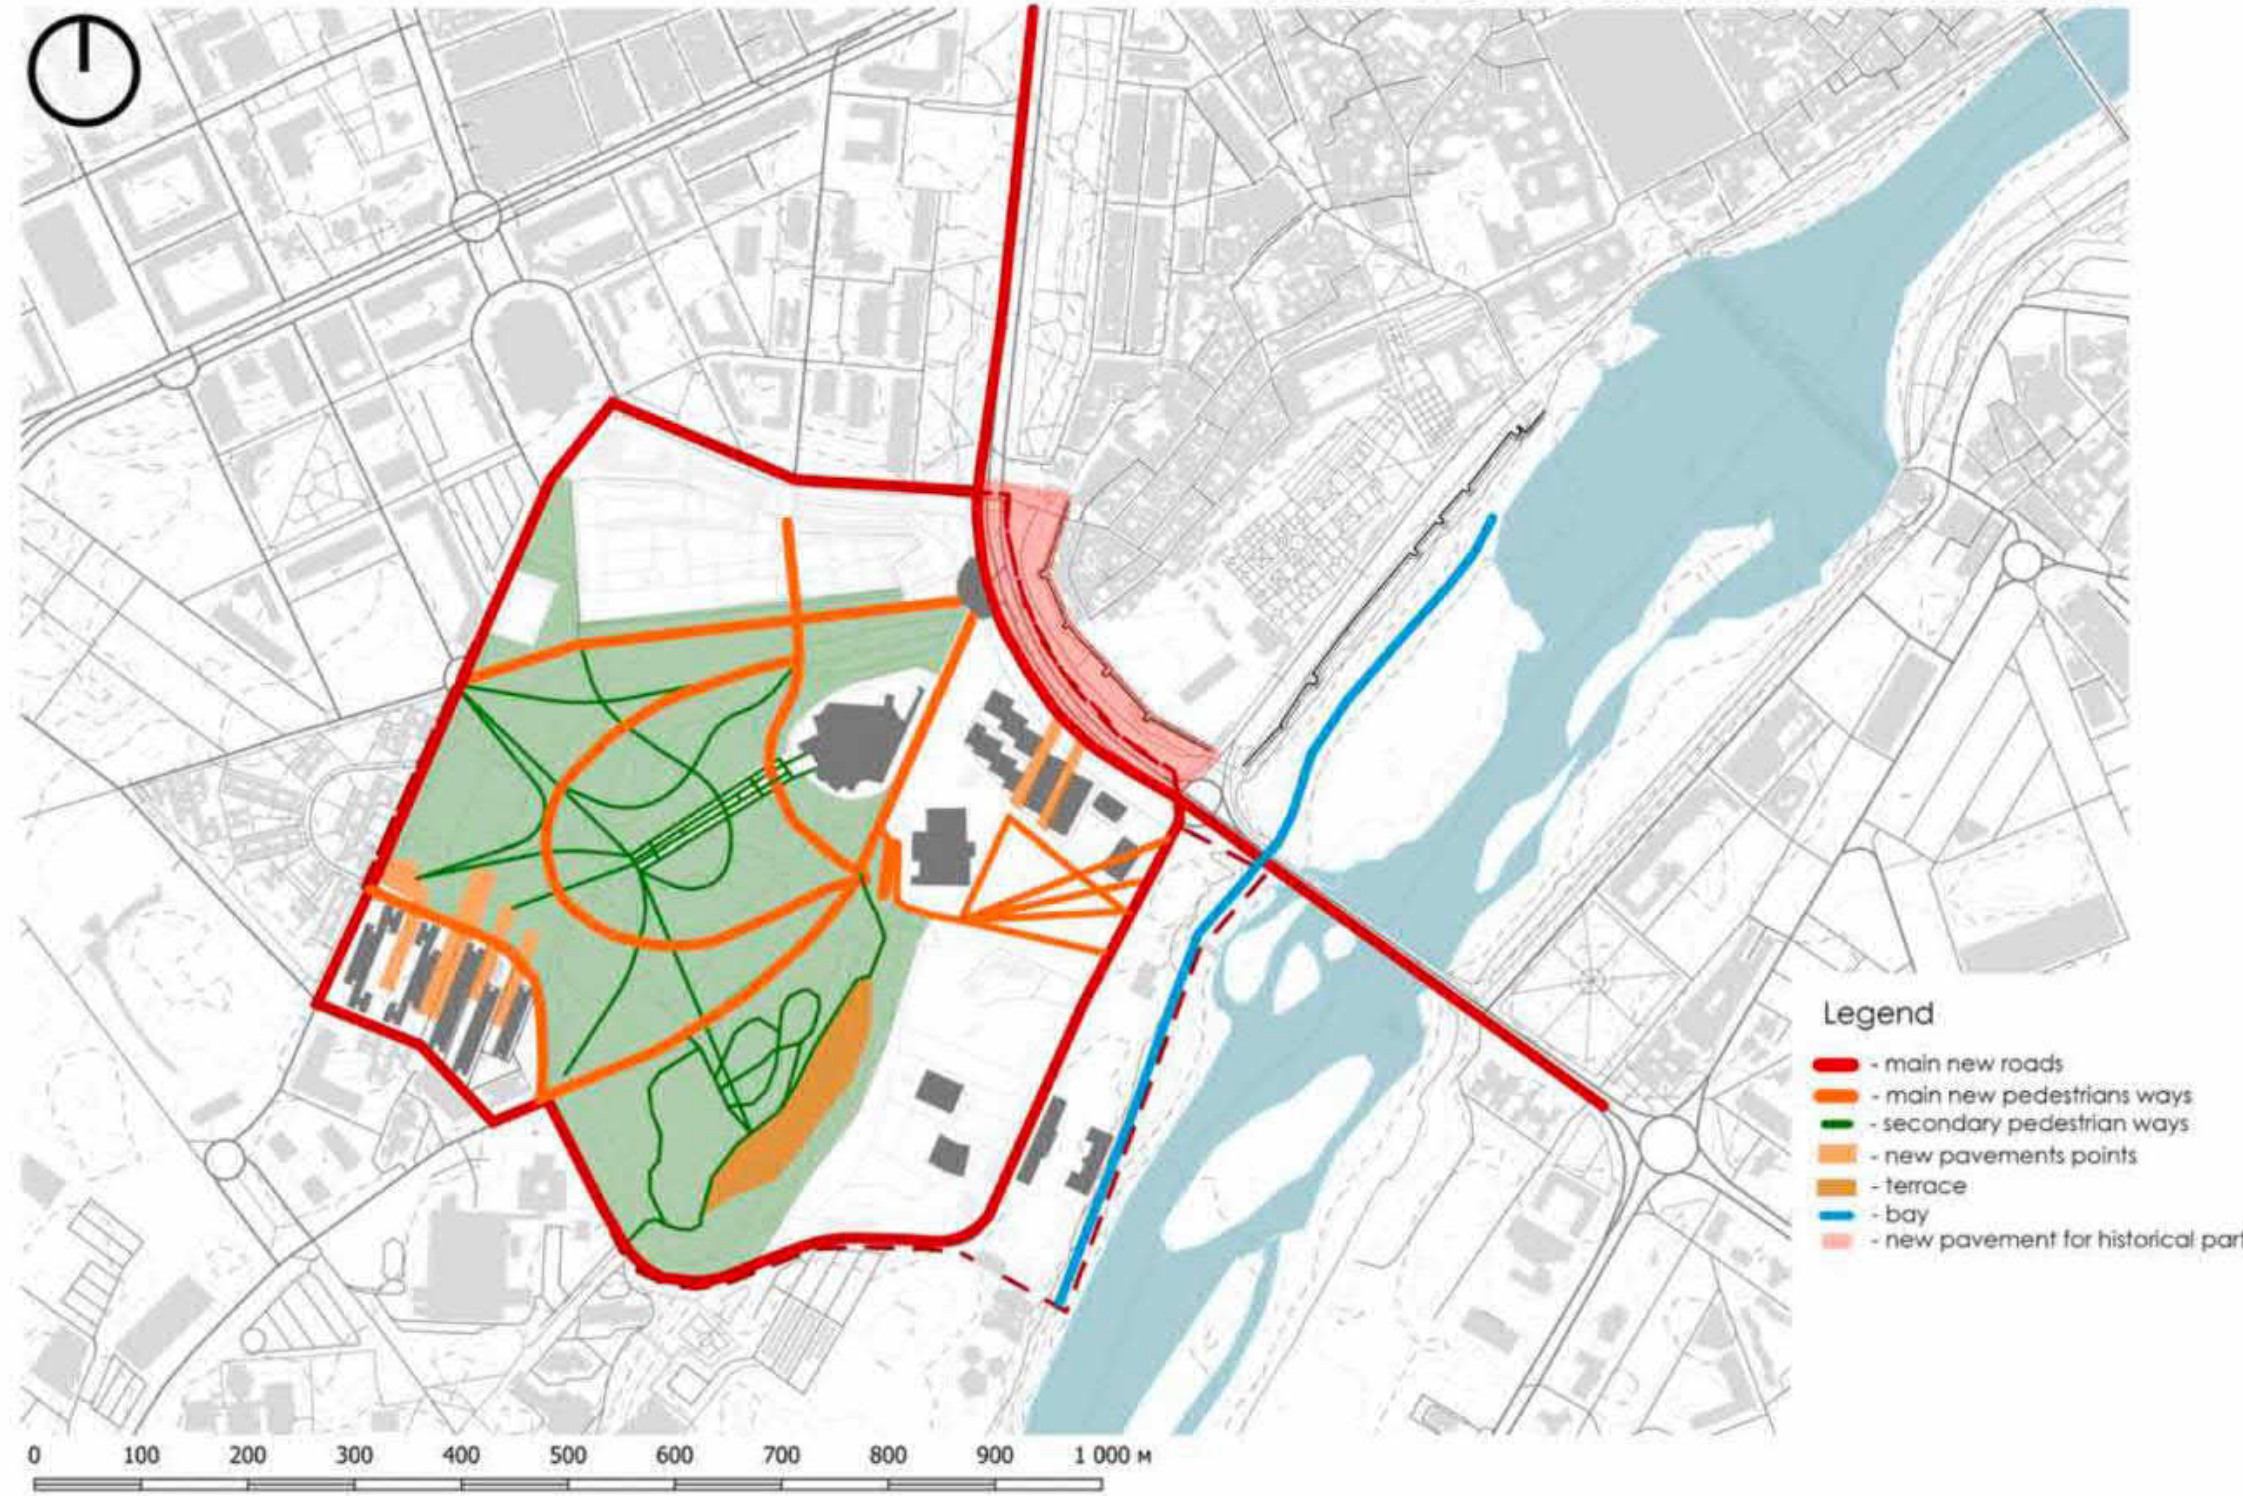 Legend
- main new roads
- main new pedestrians ways
- secondary pedestrian ways
- new pavements points
- terrace
- bay
- new pavement for historical part
0 100 200 300 400 500 600 700 800 900 1 000 м